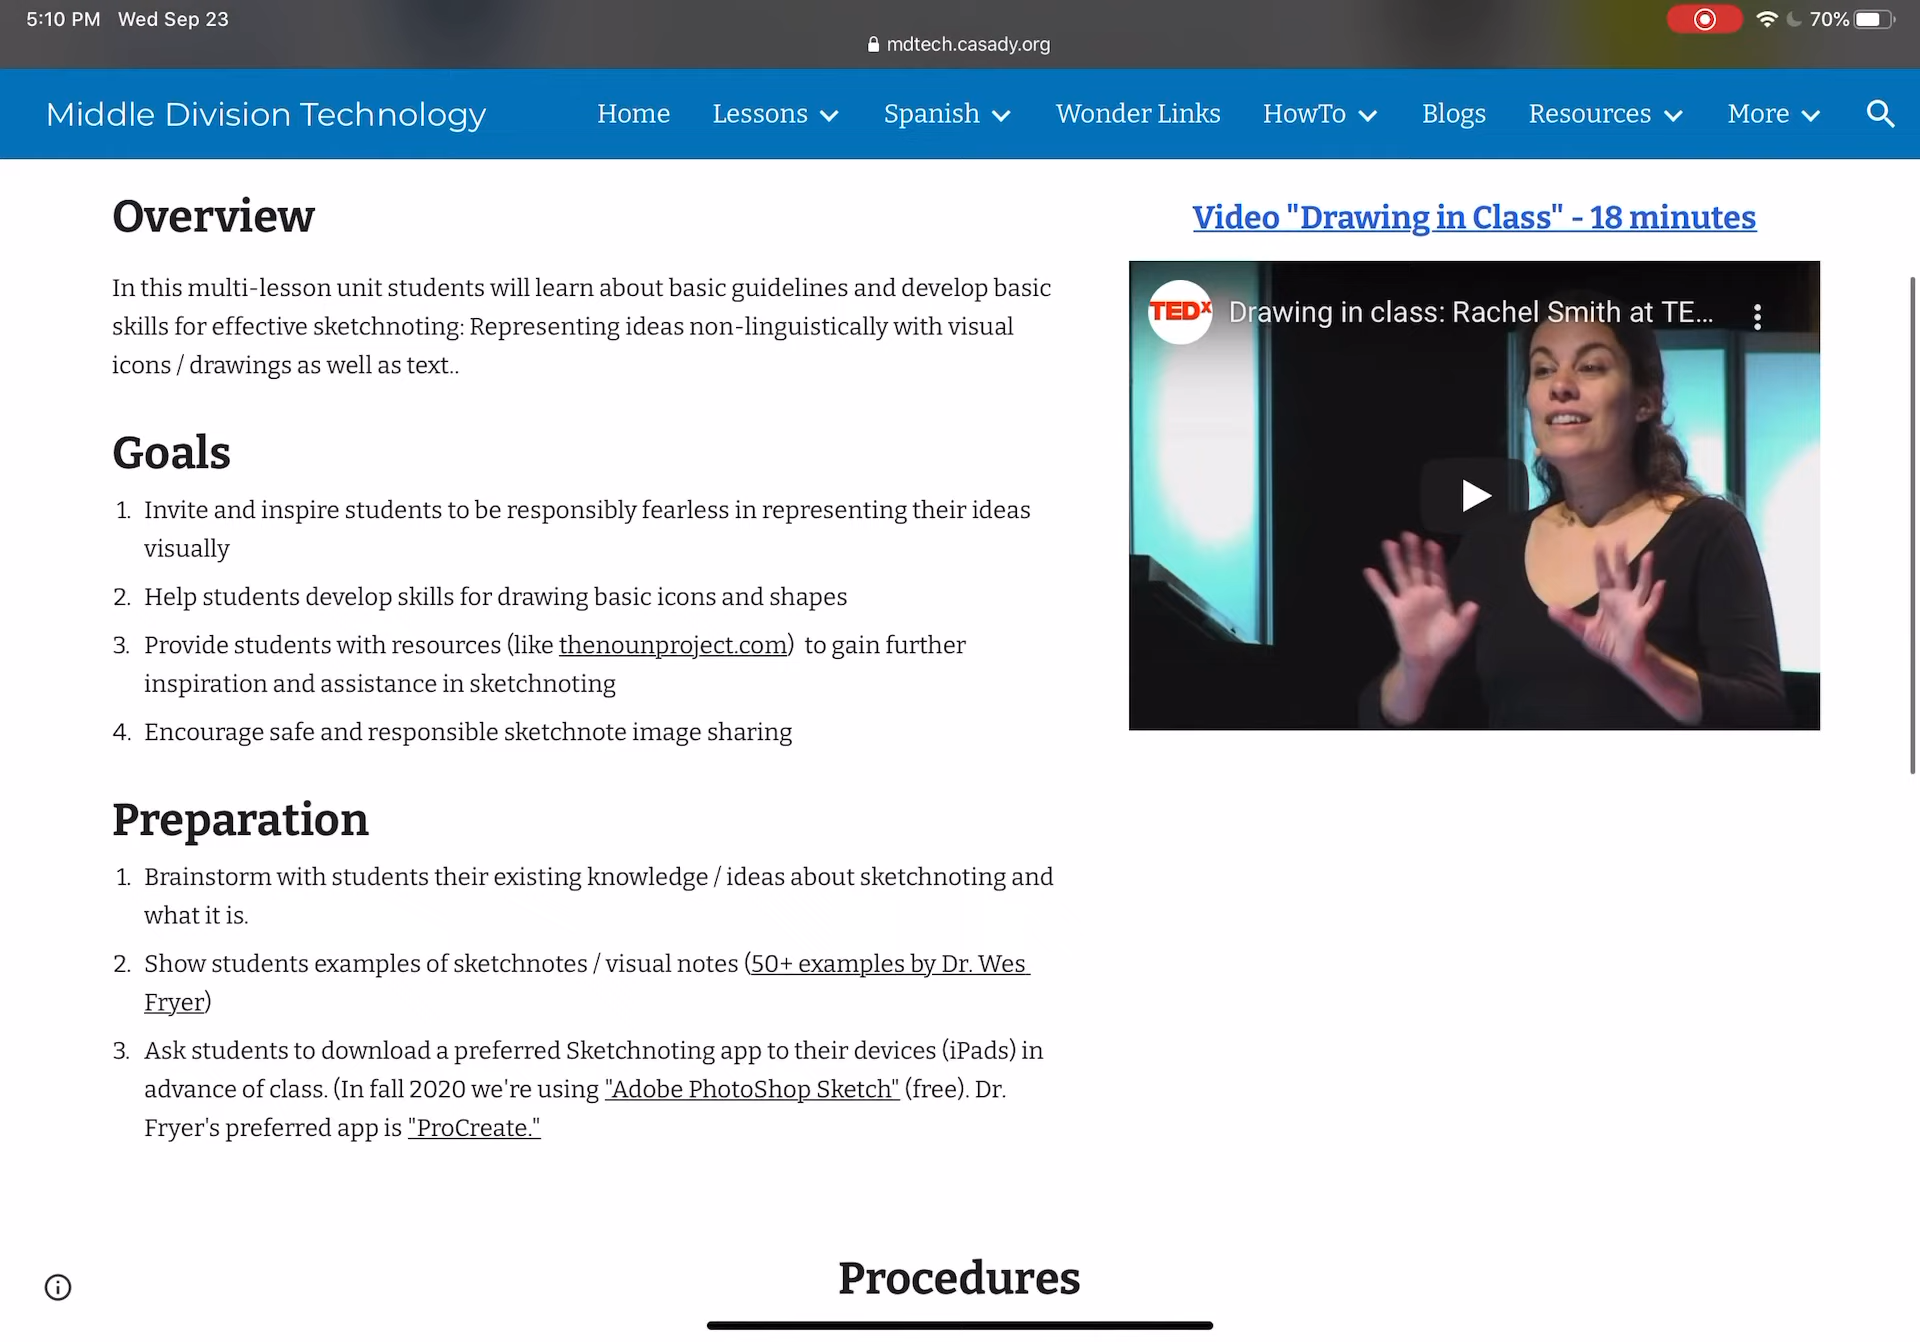 5:10 PM Wed Sep 23
70%
mdtech.casady.org
Middle Division Technology
Home Lessons Spanish Wonder Links HowTo Blogs Resources More
Overview
In this multi-lesson unit students will learn about basic guidelines and develop basic
skills for effective sketchnoting: Representing ideas non-linguistically with visual
icons / drawings as well as text..
Goals
1. Invite and inspire students to be responsibly fearless in representing their ideas
visually
2. Help students develop skills for drawing basic icons and shapes
3. Provide students with resources (like thenounproject.com) to gain further
inspiration and assistance in sketchnoting
4. Encourage safe and responsible sketchnote image sharing
Preparation
1. Brainstorm with students their existing knowledge / ideas about sketchnoting and
what it is.
2. Show students examples of sketchnotes / visual notes (50+ examples by Dr. Wes
Fryer)
3. Ask students to download a preferred Sketchnoting app to their devices (iPads) in
advance of class. (In fall 2020 we're using "Adobe PhotoShop Sketch" (free). Dr.
Fryer's preferred app is "ProCreate."
Video "Drawing in Class" - 18 minutes
TEDx
Drawing in class: Rachel Smith at TE...
Procedures